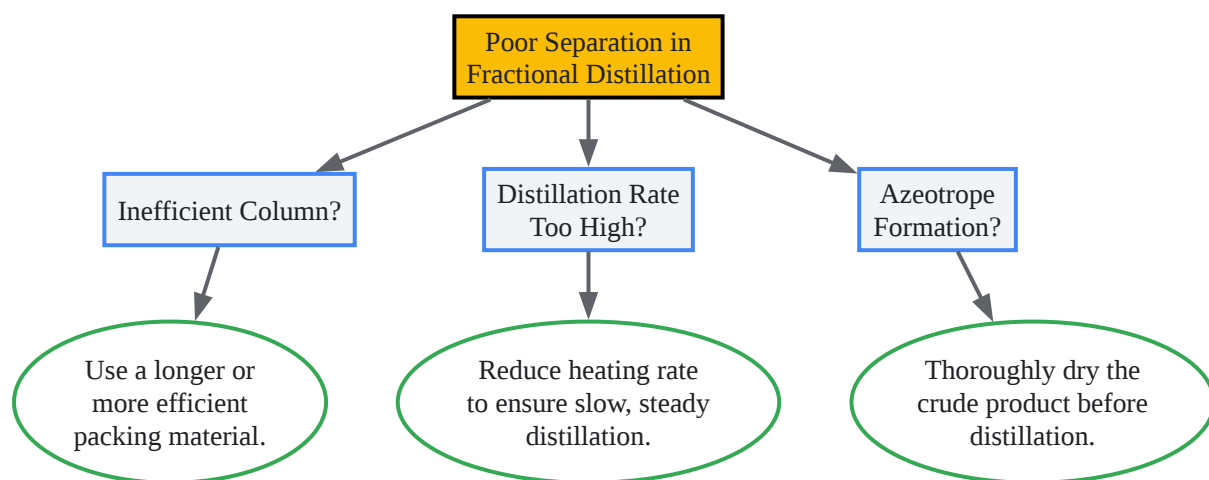 Poor Separation in
Fractional Distillation
Inefficient Column?
Distillation Rate
Too High?
Azeotrope
Formation?
Use a longer or
more efficient
packing material.
Reduce heating rate
to ensure slow, steady
distillation.
Thoroughly dry the
crude product before
distillation.